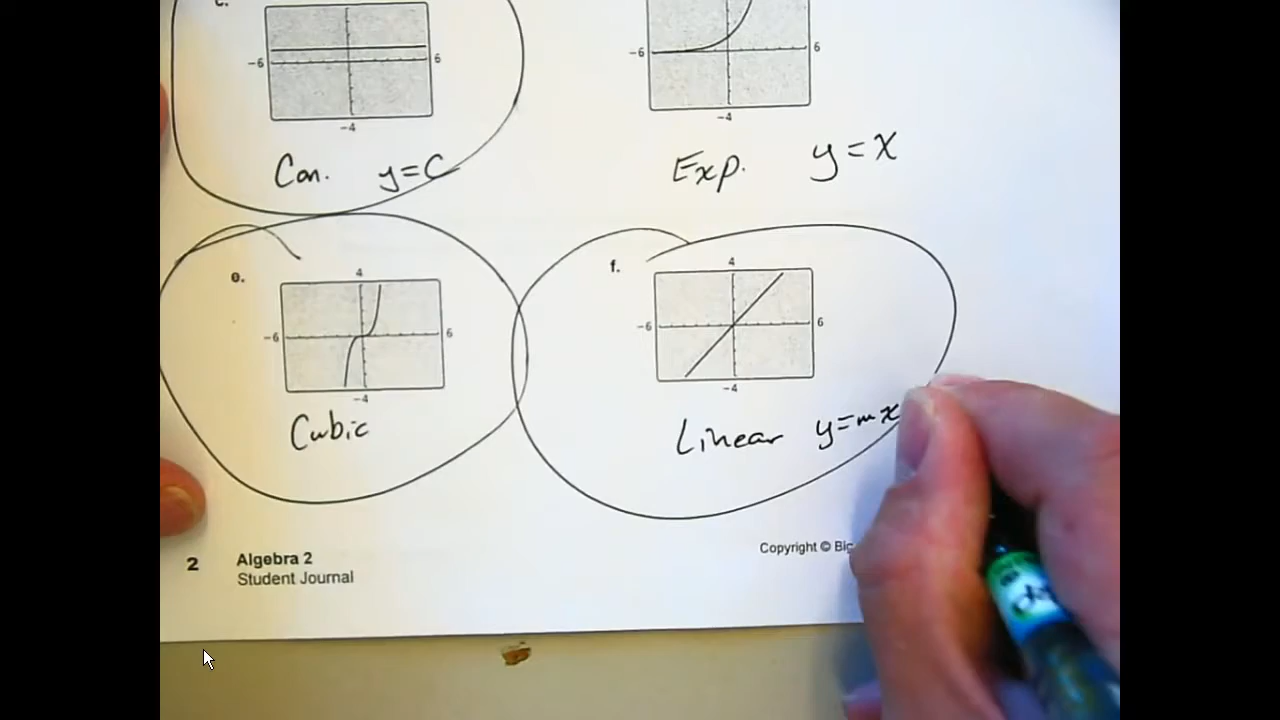 c.
-6 6
-4
Con. y=C
-6 6
-4
Exp. y=x
e.
4
-6 6
-4
Cubic
f.
4
-6 6
-4
Linear y=mx
2 Algebra 2
Student Journal
Copyright © Big